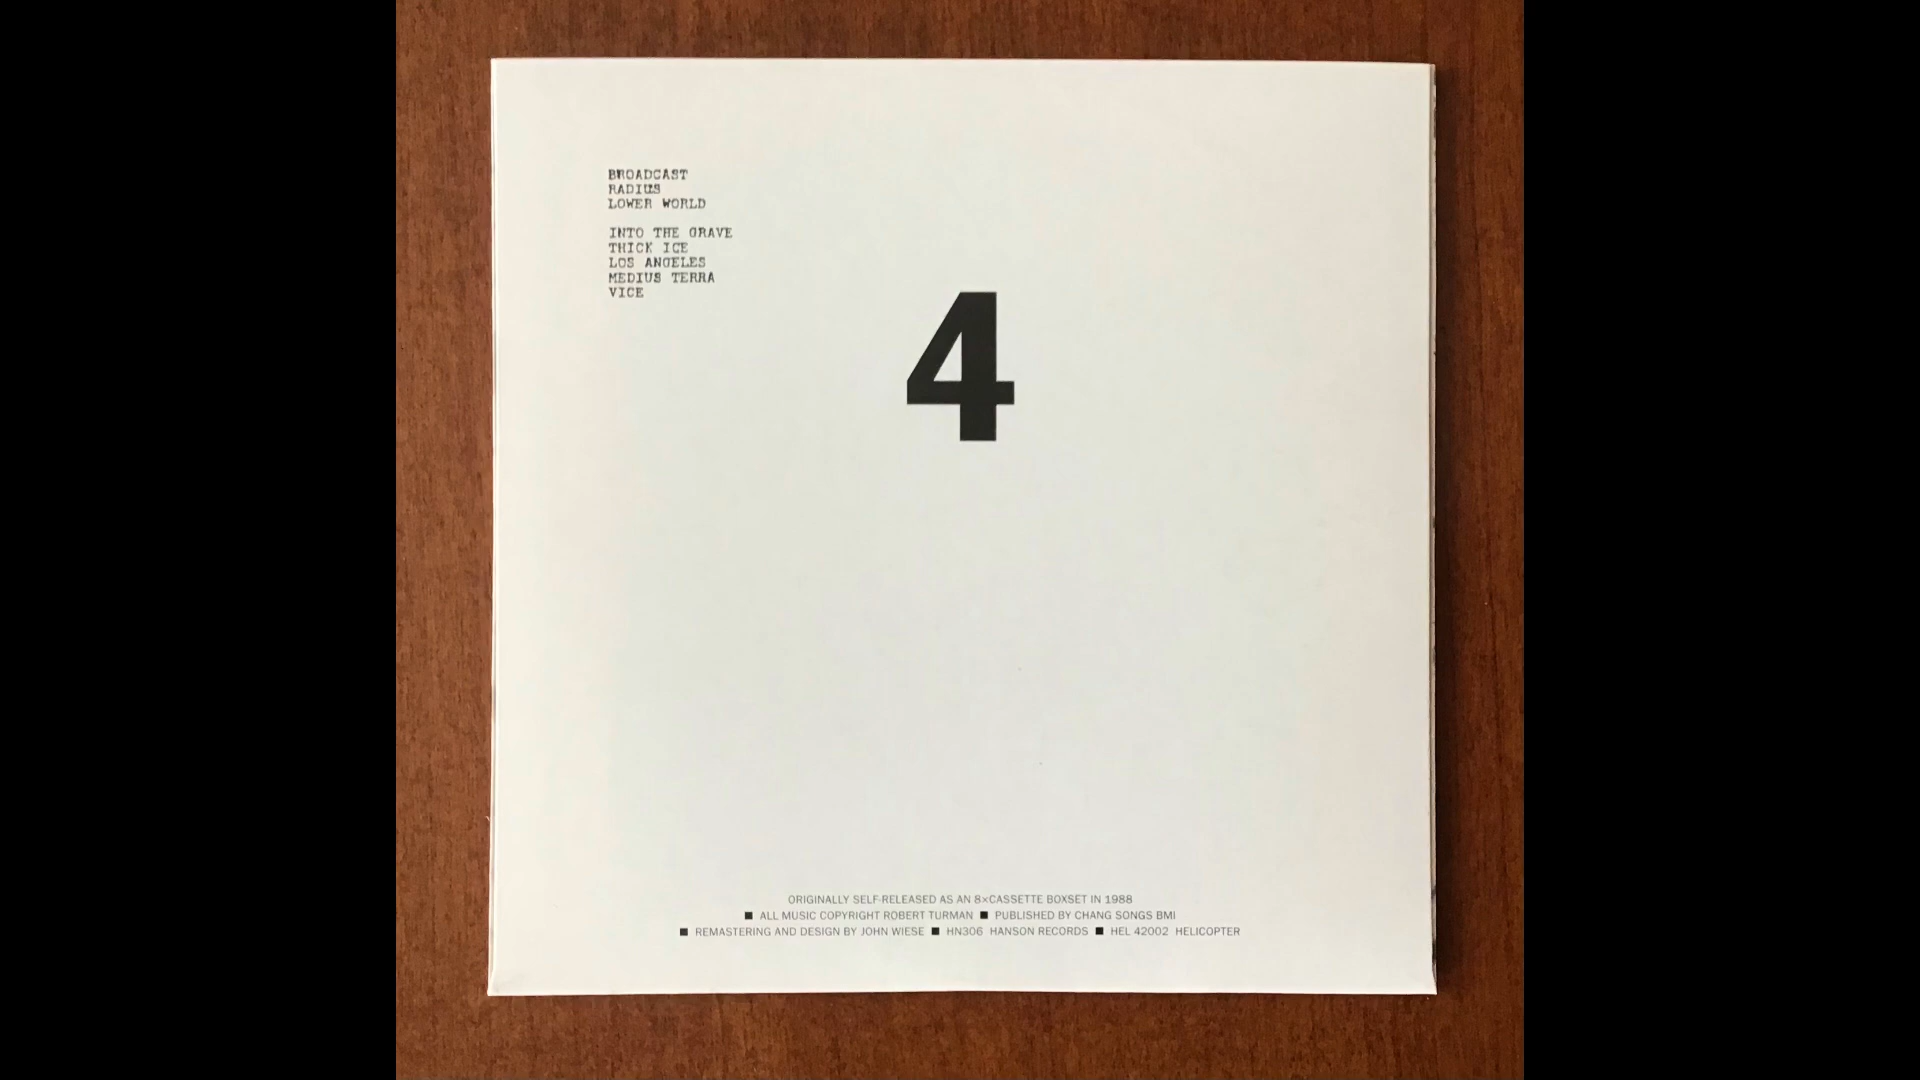 BROADCAST
RADIUS
LOWER WORLD
INTO THE GRAVE
THICK ICE
LOS ANGELES
MEDIUS TERRA
VICE
4
ORIGINALLY SELF-RELEASED AS AN 8×CASSETTE BOXSET IN 1988
■ ALL MUSIC COPYRIGHT ROBERT TURMAN ■ PUBLISHED BY CHANG SONGS BMI
■ REMASTERING AND DESIGN BY JOHN WIESE ■ HN306 HANSON RECORDS ■ HEL 42002 HELICOPTER